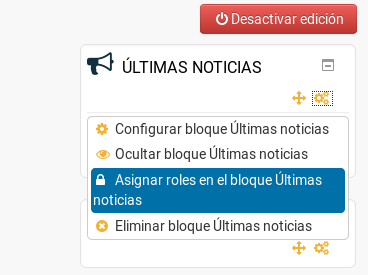 Desactivar edición
ÚLTIMAS NOTICIAS
Configurar bloque Últimas noticias
Ocultar bloque Últimas noticias
Asignar roles en el bloque Últimas
noticias
Eliminar bloque Últimas noticias